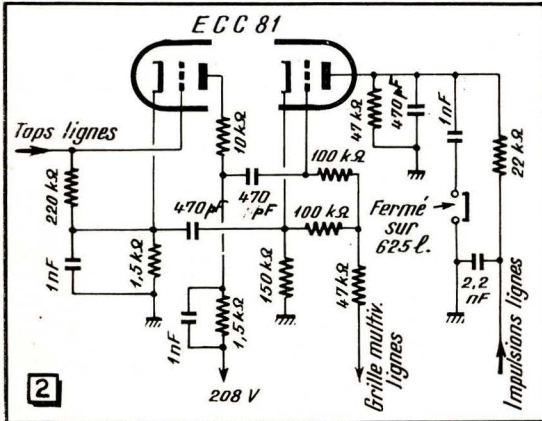 ECC 81
Tops lignes
220 kΩ
1nF
1,5 kΩ
470 pF
10 kΩ
470 pF
100 kΩ
100 kΩ
47 kΩ
470 pF
1nF
22 kΩ
Fermé
sur
625 l.
150 kΩ
47 kΩ
2,2
nF
1nF
1,5 kΩ
208 V
Grille multiv.
lignes
Impulsions lignes
2